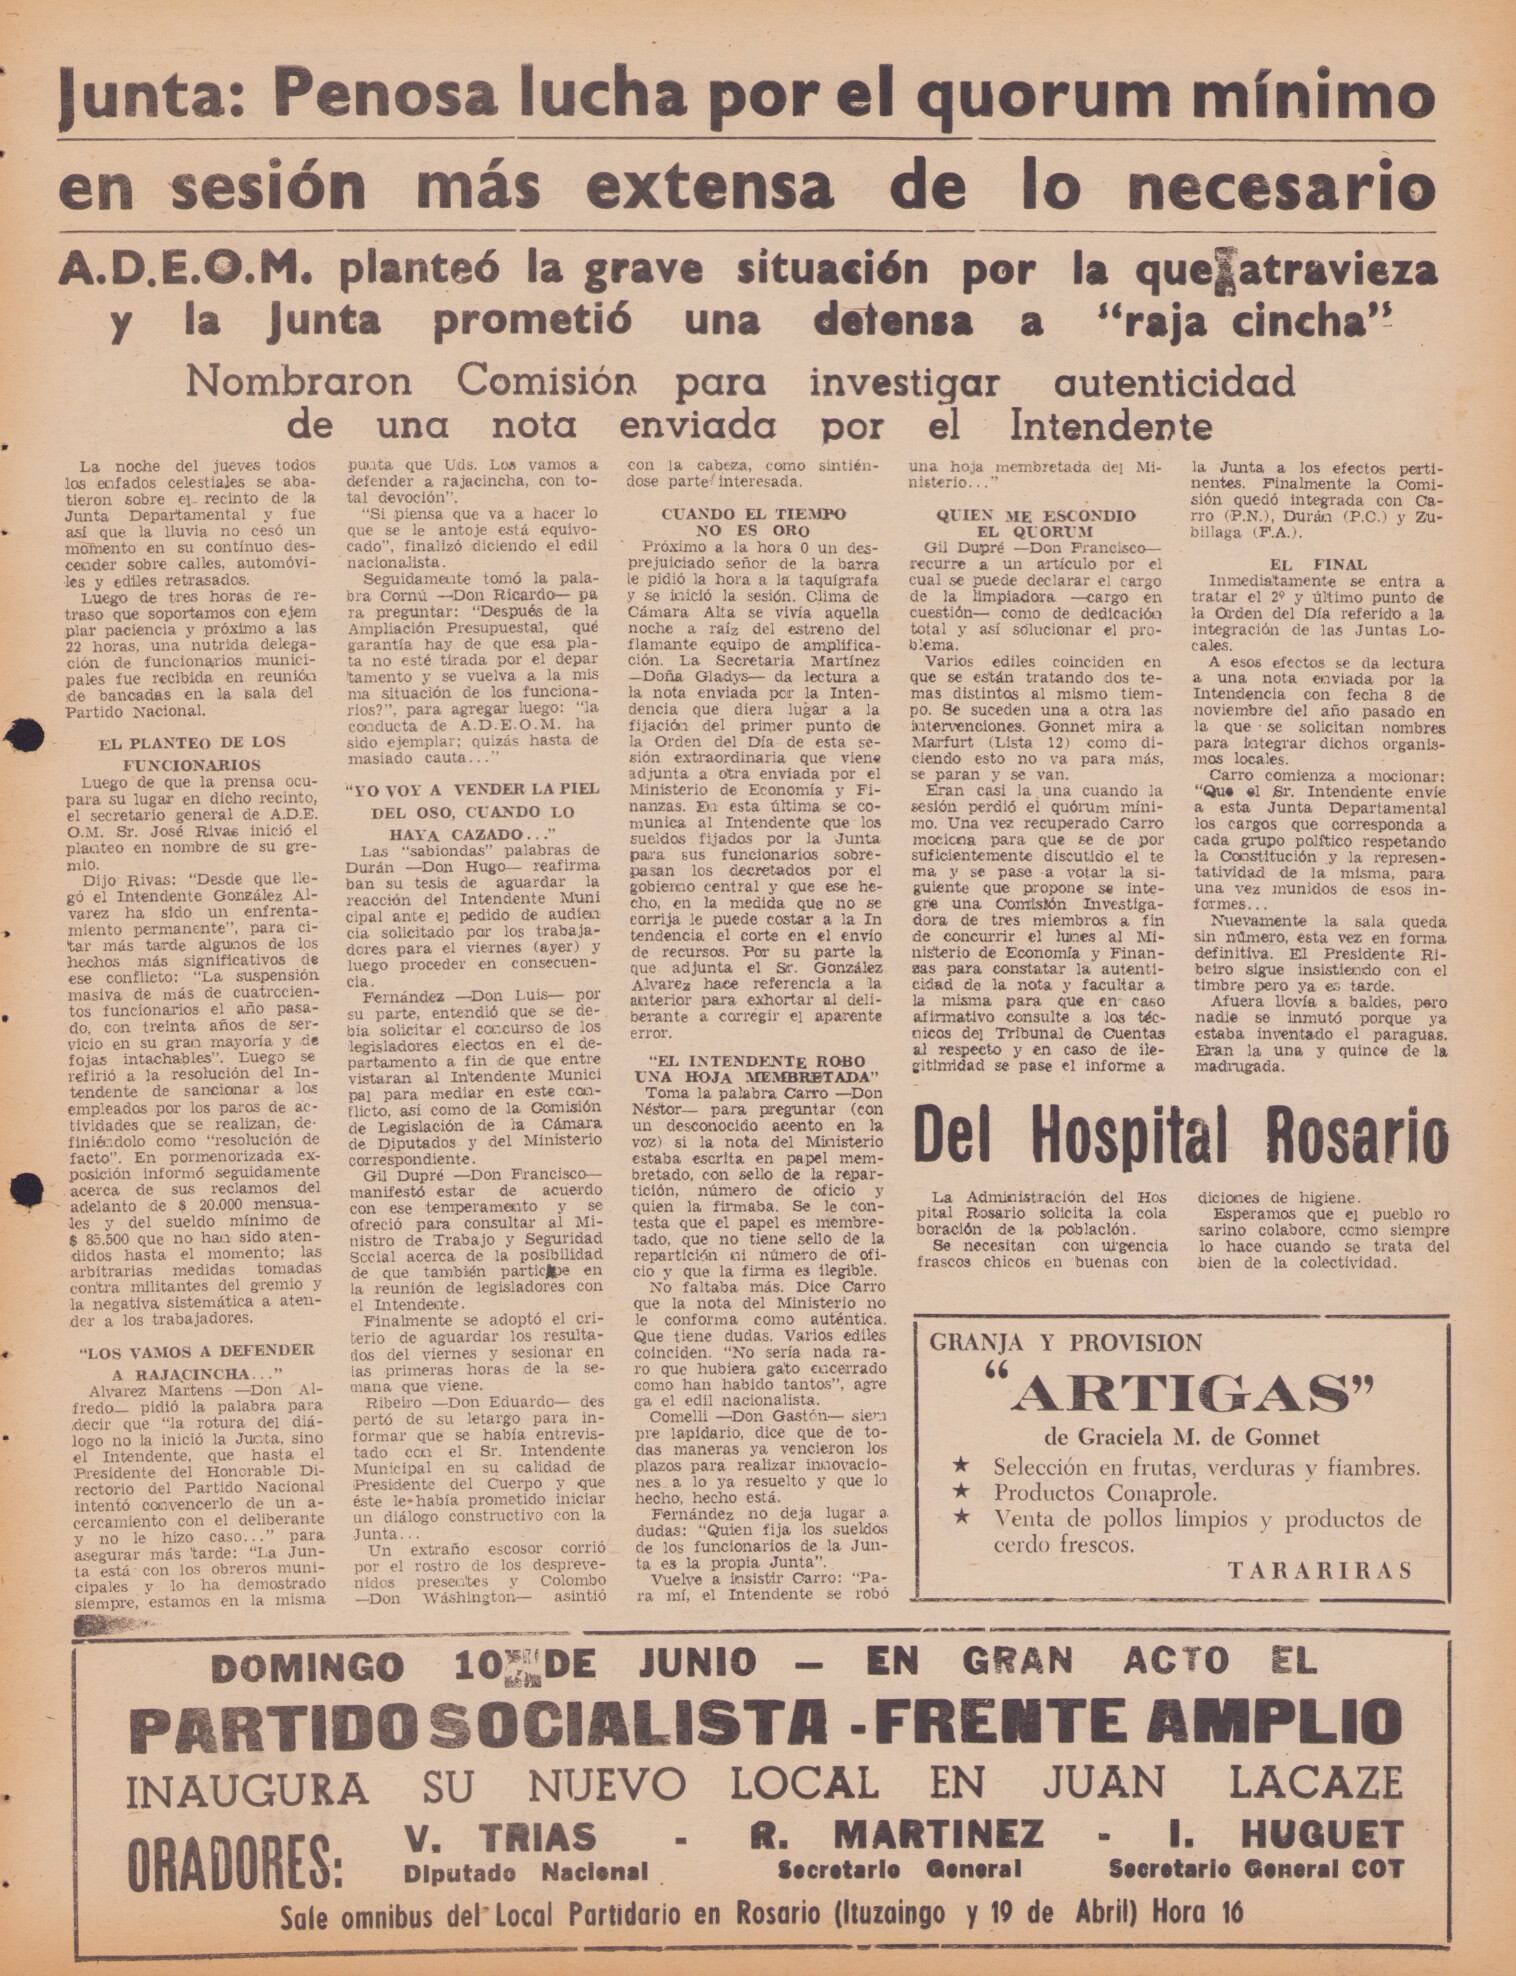 Junta: Penosa lucha por el quorum mínimo
en sesión más extensa de lo necesario
A.D.E.O.M. planteó la grave situación por la que atravieza
y la Junta prometió una defensa a "raja cincha"
Nombraron Comisión para investigar autenticidad
de una nota enviada por el Intendente
La noche del jueves todos
los enfados celestiales se aba-
tieron sobre el recinto de la
Junta Departamental y fue
así que la lluvia no cesó un
momento en su contínuo des-
cender sobre calles, automóvi-
les y ediles retrasados.
Luego de tres horas de re-
traso que soportamos con ejem
plar paciencia y próximo a las
22 horas, una nutrida delega-
ción de funcionarios munici-
pales fue recibida en reunión
de bancadas en la sala del
Partido Nacional.
EL PLANTEO DE LOS
FUNCIONARIOS
Luego de que la prensa ocu-
para su lugar en dicho recinto,
el secretario general de A.D.E.
O.M. Sr. José Rivas inició el
planteo en nombre de su gre-
mio.
Dijo Rivas: "Desde que lle-
gó el Intendente González Al-
varez ha sido un enfrenta-
miento permanente", para ci-
tar más tarde algunos de los
hechos más significativos de
ese conflicto: "La suspensión
masiva de más de cuatrocien-
tos funcionarios el año pasa-
do, con treinta años de ser-
vicio en su gran mayoría y de
fojas intachables". Luego se
refirió a la resolución del In-
tendente de sancionar a los
empleados por los paros de ac-
tividades que se realizan, de-
finiéndolo como "resolución de
facto". En pormenorizada ex-
posición informó seguidamente
acerca de sus reclamos del
adelanto de $ 20.000 mensua-
les y del sueldo mínimo de
$ 85.500 que no han sido aten-
didos hasta el momento; las
arbitrarias medidas tomadas
contra militantes del gremio y
la negativa sistemática a aten-
der a los trabajadores.
"LOS VAMOS A DEFENDER
A RAJACINCHA..."
Alvarez Martens —Don Al-
fredo— pidió la palabra para
decir que "la rotura del diá-
logo no la inició la Junta, sino
el Intendente, que hasta el
Presidente del Honorable Di-
rectorio del Partido Nacional
intentó convencerlo de un a-
cercamiento con el deliberante
y no le hizo caso..." para
asegurar más tarde: "La Jun-
ta está con los obreros muni-
cipales y lo ha demostrado
siempre, estamos en la misma
punta que Uds. Los vamos a
defender a rajacincha, con to-
tal devoción".
"Si piensa que va a hacer lo
que se le antoje está equivo-
cado", finalizó diciendo el edil
nacionalista.
Seguidamente tomó la pala-
bra Cornú —Don Ricardo— pa
ra preguntar: "Después de la
Ampliación Presupuestal, qué
garantía hay de que esa pla-
ta no esté tirada por el depar
tamento y se vuelva a la mis
ma situación de los funciona-
rios?", para agregar luego: "la
conducta de A.D.E.O.M. ha
sido ejemplar; quizás hasta de
masiado cauta..."
"YO VOY A VENDER LA PIEL
DEL OSO, CUANDO LO
HAYA CAZADO..."
Las "sabiondas" palabras de
Durán —Don Hugo— reafirma
ban su tesis de aguardar la
reacción del Intendente Muni
cipal ante el pedido de audien
cia solicitado por los trabaja-
dores para el viernes (ayer) y
luego proceder en consecuen-
cia.
Fernández —Don Luis— por
su parte, entendió que se de-
bía solicitar el concurso de los
legisladores electos en el de-
partamento a fin de que entre
vistaran al Intendente Munici
pal para mediar en este con-
flicto, así como de la Comisión
de Legislación de la Cámara
de Diputados y del Ministerio
correspondiente.
Gil Dupré —Don Francisco—
manifestó estar de acuerdo
con ese temperamento y se
ofreció para consultar al Mi-
nistro de Trabajo y Seguridad
Social acerca de la posibilidad
de que también participe en
la reunión de legisladores con
el Intendente.
Finalmente se adoptó el cri-
terio de aguardar los resulta-
dos del viernes y sesionar en
las primeras horas de la se-
mana que viene.
Ribeiro —Don Eduardo— des
pertó de su letargo para in-
formar que se había entrevis-
tado con el Sr. Intendente
Municipal en su calidad de
Presidente del Cuerpo y que
éste le había prometido iniciar
un diálogo constructivo con la
Junta...
Un extraño escosor corrió
por el rostro de los despreve-
nidos presentes y Colombo
—Don Wáshington— asintió
con la cabeza, como sintién-
dose parte interesada.
CUANDO EL TIEMPO
NO ES ORO
Próximo a la hora 0 un des-
prejuiciado señor de la barra
le pidió la hora a la taquígrafa
y se inició la sesión. Clima de
Cámara Alta se vivía aquella
noche a raíz del estreno del
flamante equipo de amplifica-
ción. La Secretaria Martínez
—Doña Gladys— da lectura a
la nota enviada por la Inten-
dencia que diera lugar a la
fijación del primer punto de
la Orden del Día de esta se-
sión extraordinaria que viene
adjunta a otra enviada por el
Ministerio de Economía y Fi-
nanzas. En esta última se co-
munica al Intendente que los
sueldos fijados por la Junta
para sus funcionarios sobre-
pasan los decretados por el
gobierno central y que ese he-
cho, en la medida que no se
corrija le puede costar a la In
tendencia el corte en el envío
de recursos. Por su parte la
que adjunta el Sr. González
Alvarez hace referencia a la
anterior para exhortar al deli-
berante a corregir el aparente
error.
"EL INTENDENTE ROBO
UNA HOJA MEMBRETADA"
Toma la palabra Carro —Don
Néstor— para preguntar (con
un desconocido acento en la
voz) si la nota del Ministerio
estaba escrita en papel mem-
bretado, con sello de la repar-
tición, número de oficio y
quien la firmaba. Se le con-
testa que el papel es membre-
tado, que no tiene sello de la
repartición ni número de ofi-
cio y que la firma es ilegible.
No faltaba más. Dice Carro
que la nota del Ministerio no
le conforma como auténtica.
Que tiene dudas. Varios ediles
coinciden. "No sería nada ra-
ro que hubiera gato encerrado
como han habido tantos", agre
ga el edil nacionalista.
Comelli —Don Gastón— siem
pre lapidario, dice que de to-
das maneras ya vencieron los
plazos para realizar innovacio-
nes a lo ya resuelto y que lo
hecho, hecho está.
Fernández no deja lugar a
dudas: "Quien fija los sueldos
de los funcionarios de la Jun-
ta es la propia Junta".
Vuelve a insistir Carro: "Pa-
ra mí, el Intendente se robó
una hoja membretada del Mi-
nisterio..."
QUIEN ME ESCONDIO
EL QUORUM
Gil Dupré —Don Francisco—
recurre a un artículo por el
cual se puede declarar el cargo
de la limpiadora —cargo en
cuestión— como de dedicación
total y así solucionar el pro-
blema.
Varios ediles coinciden en
que se están tratando dos te-
mas distintos al mismo tiem-
po. Se suceden una a otra las
intervenciones. Gonnet mira a
Marfurt (Lista 12) como di-
ciendo esto no va para más,
se paran y se van.
Eran casi la una cuando la
sesión perdió el quórum míni-
mo. Una vez recuperado Carro
mociona para que se de por
suficientemente discutido el te
ma y se pase a votar la si-
guiente que propone se inte-
gre una Comisión Investiga-
dora de tres miembros a fin
de concurrir el lunes al Mi-
nisterio de Economía y Finan-
zas para constatar la autenti-
cidad de la nota y facultar a
la misma para que en caso
afirmativo consulte a los téc-
nicos del Tribunal de Cuentas
al respecto y en caso de ile-
gitimidad se pase el informe a
la Junta a los efectos perti-
nentes. Finalmente la Comi-
sión quedó integrada con Ca-
rro (P.N.), Durán (P.C.) y Zu-
billaga (F.A.).
EL FINAL
Inmediatamente se entra a
tratar el 2º y último punto de
la Orden del Día referido a la
integración de las Juntas Lo-
cales.
A esos efectos se da lectura
a una nota enviada por la
Intendencia con fecha 8 de
noviembre del año pasado en
la que se solicitan nombres
para integrar dichos organis-
mos locales.
Carro comienza a mocionar:
"Que el Sr. Intendente envíe
a esta Junta Departamental
los cargos que corresponda a
cada grupo político respetando
la Constitución y la represen-
tatividad de la misma, para
una vez munidos de esos in-
formes...
Nuevamente la sala queda
sin número, esta vez en forma
definitiva. El Presidente Ri-
beiro sigue insistiendo con el
timbre pero ya es tarde.
Afuera llovía a baldes, pero
nadie se inmutó porque ya
estaba inventado el paraguas.
Eran la una y quince de la
madrugada.
Del Hospital Rosario
La Administración del Hos
pital Rosario solicita la cola
boración de la población.
Se necesitan con urgencia
frascos chicos en buenas con
diciones de higiene.
Esperamos que el pueblo ro
sarino colabore, como siempre
lo hace cuando se trata del
bien de la colectividad.
GRANJA Y PROVISION
"ARTIGAS"
de Graciela M. de Gonnet
★ Selección en frutas, verduras y fiambres.
★ Productos Conaprole.
★ Venta de pollos limpios y productos de
cerdo frescos.
TARARIRAS
DOMINGO 10 DE JUNIO — EN GRAN ACTO EL
PARTIDO SOCIALISTA - FRENTE AMPLIO
INAUGURA SU NUEVO LOCAL EN JUAN LACAZE
ORADORES:
V. TRIAS - R. MARTINEZ - I. HUGUET
Diputado Nacional Secretario General Secretario General COT
Sale omnibus del Local Partidario en Rosario (Ituzaingo y 19 de Abril) Hora 16